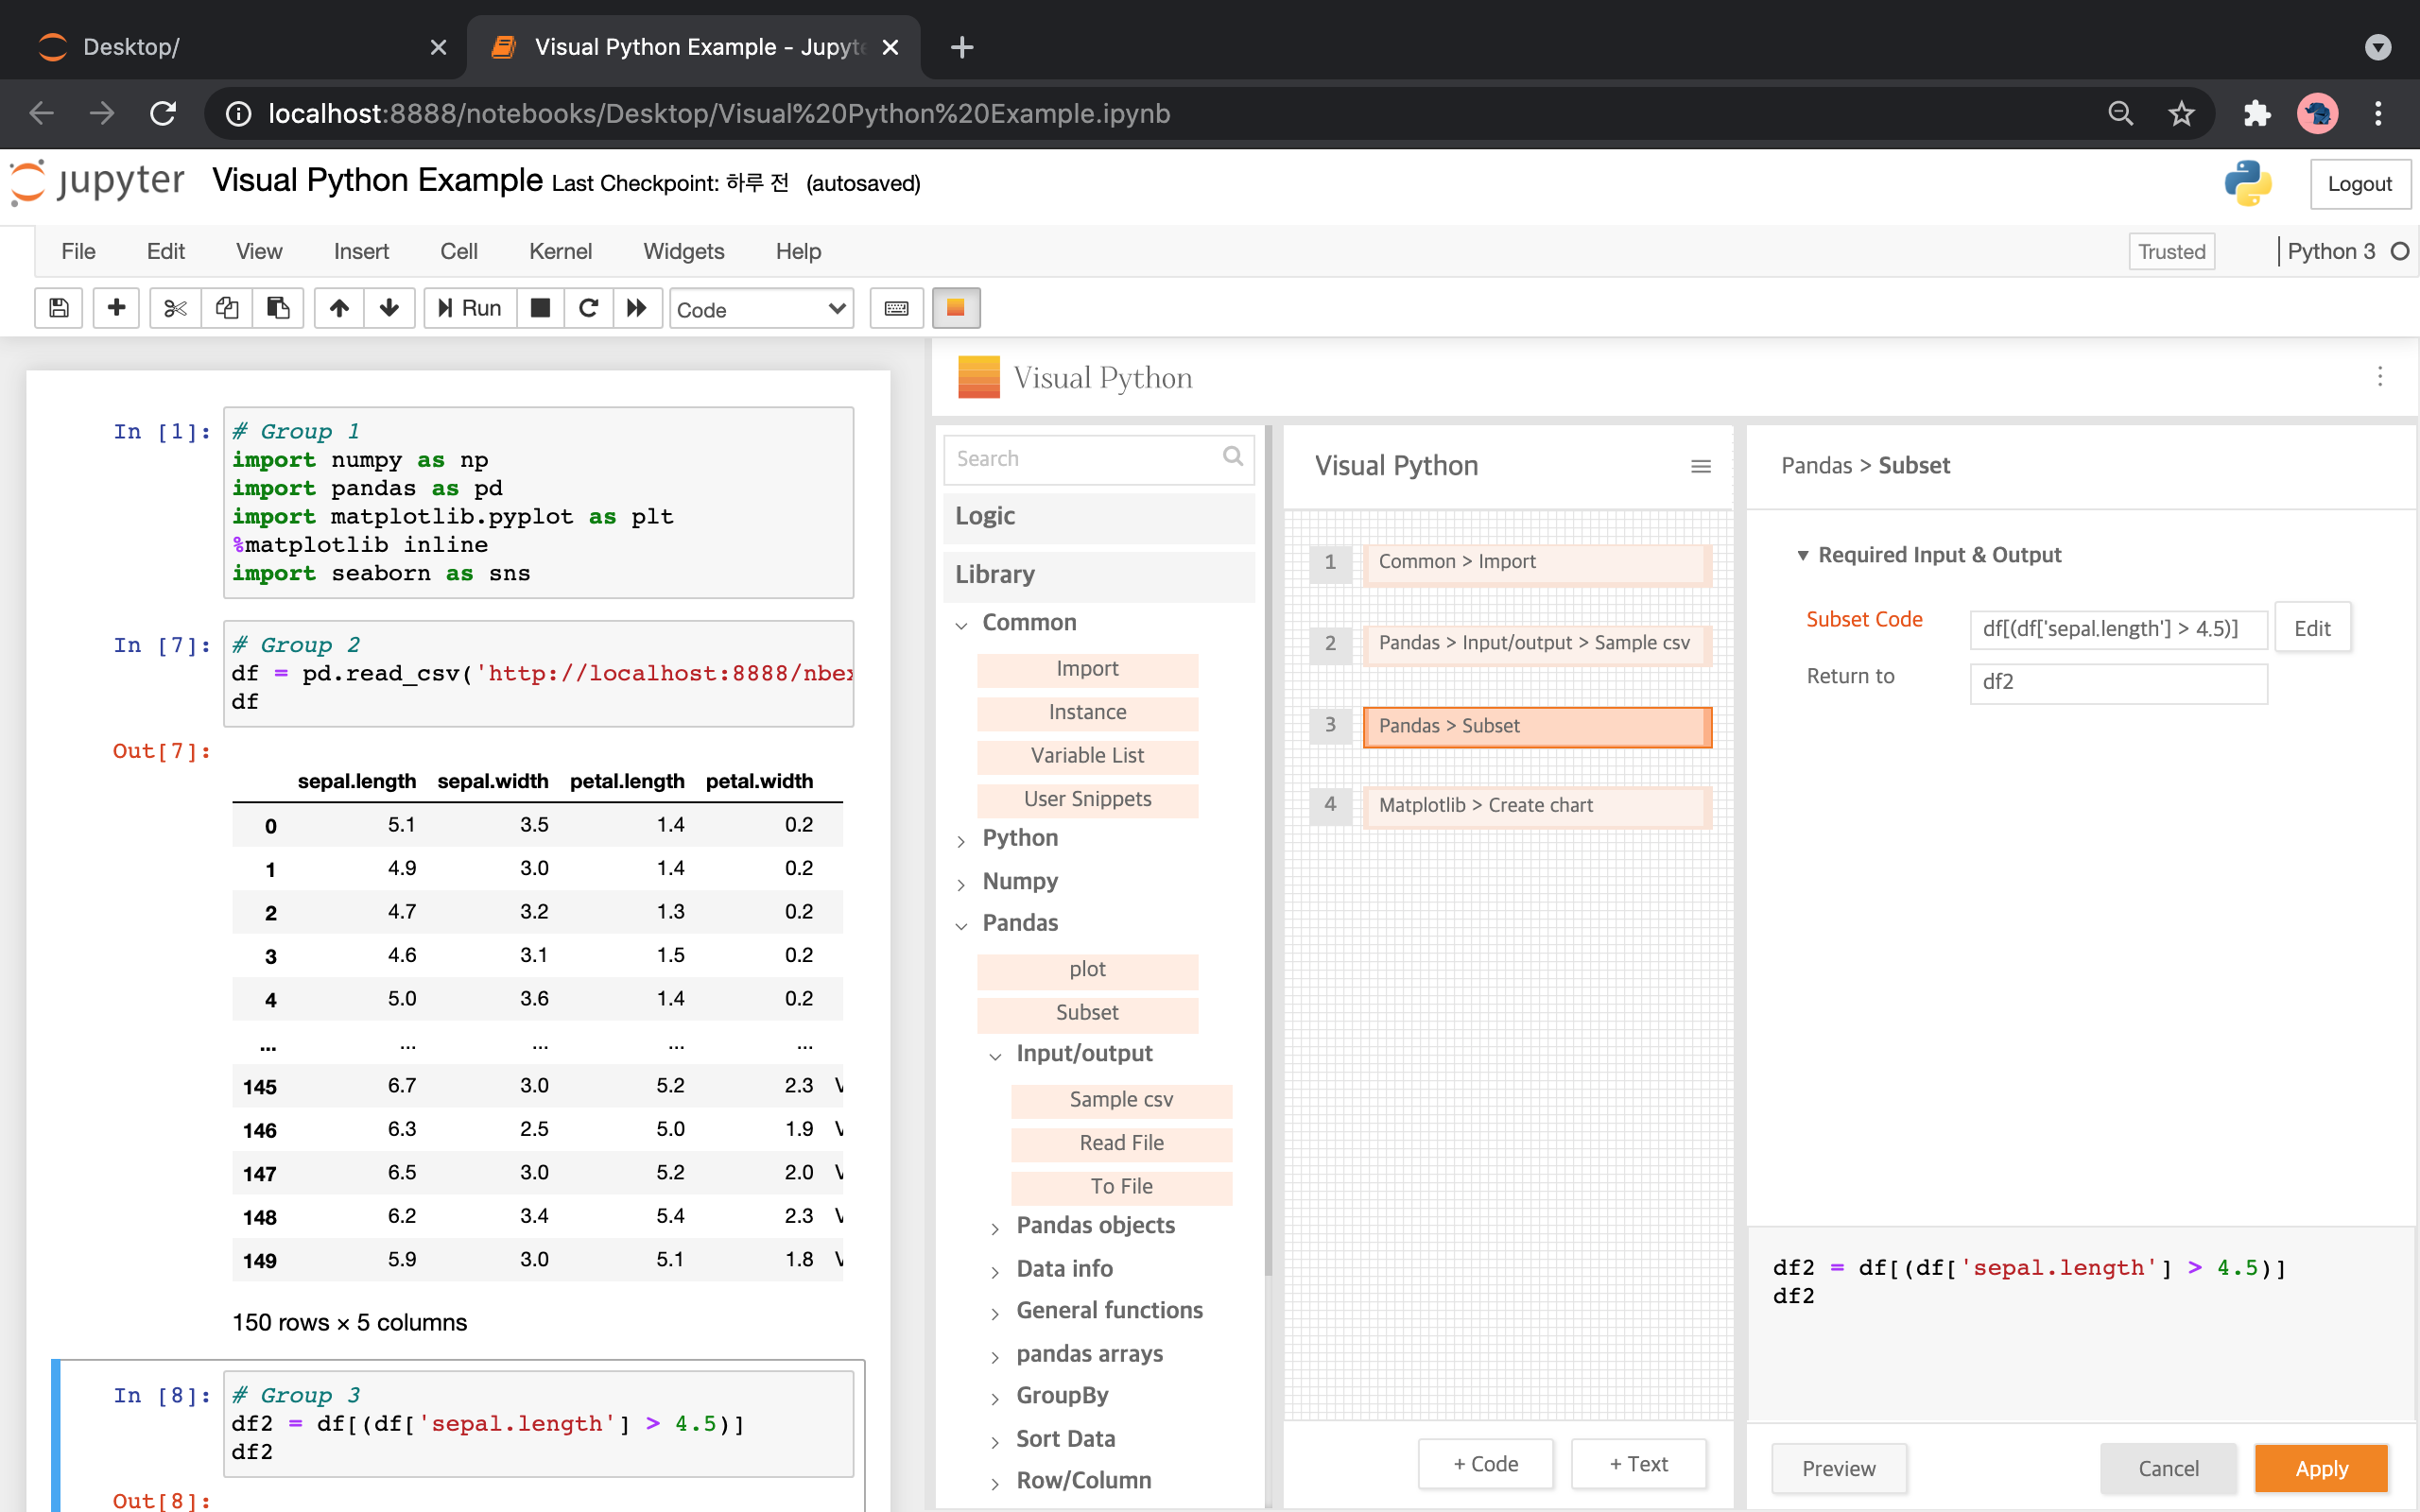 Desktop/
Visual Python Example - Jupyte
localhost:8888/notebooks/Desktop/Visual%20Python%20Example.ipynb
jupyter Visual Python Example Last Checkpoint: 하루 전 (autosaved)
Logout
File Edit View Insert Cell Kernel Widgets Help
Trusted
Python 3
Run
Code
In [1]:
# Group 1
import numpy as np
import pandas as pd
import matplotlib.pyplot as plt
%matplotlib inline
import seaborn as sns
In [7]:
# Group 2
df = pd.read_csv('http://localhost:8888/nbex
df
Out[7]:
sepal.length sepal.width petal.length petal.width
0 5.1 3.5 1.4 0.2
1 4.9 3.0 1.4 0.2
2 4.7 3.2 1.3 0.2
3 4.6 3.1 1.5 0.2
4 5.0 3.6 1.4 0.2
... ... ... ... ...
145 6.7 3.0 5.2 2.3 V
146 6.3 2.5 5.0 1.9 V
147 6.5 3.0 5.2 2.0 V
148 6.2 3.4 5.4 2.3 V
149 5.9 3.0 5.1 1.8 V
150 rows × 5 columns
In [8]:
# Group 3
df2 = df[(df['sepal.length'] > 4.5)]
df2
Out[8]:
Visual Python
Search
Logic
Library
Common
Import
Instance
Variable List
User Snippets
Python
Numpy
Pandas
plot
Subset
Input/output
Sample csv
Read File
To File
Pandas objects
Data info
General functions
pandas arrays
GroupBy
Sort Data
Row/Column
Visual Python
1 Common > Import
2 Pandas > Input/output > Sample csv
3 Pandas > Subset
4 Matplotlib > Create chart
+ Code
+ Text
Pandas > Subset
Required Input & Output
Subset Code df[(df['sepal.length'] > 4.5)] Edit
Return to df2
df2 = df[(df['sepal.length'] > 4.5)]
df2
Preview
Cancel
Apply